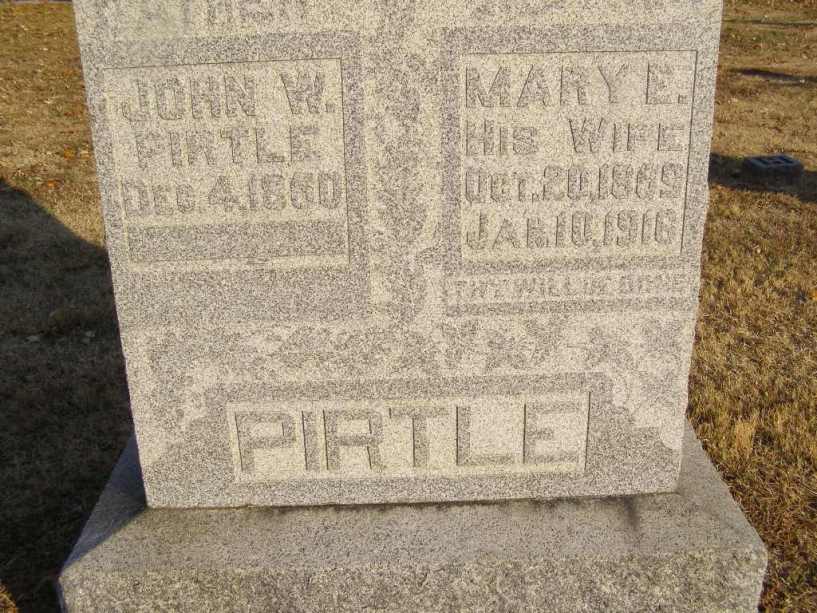 JOHN W.
PIRTLE
DEC. 4, 1860
MARY E.
HIS WIFE
OCT. 20, 1869
JAN. 10, 1916
THY WILL BE DONE
PIRTLE